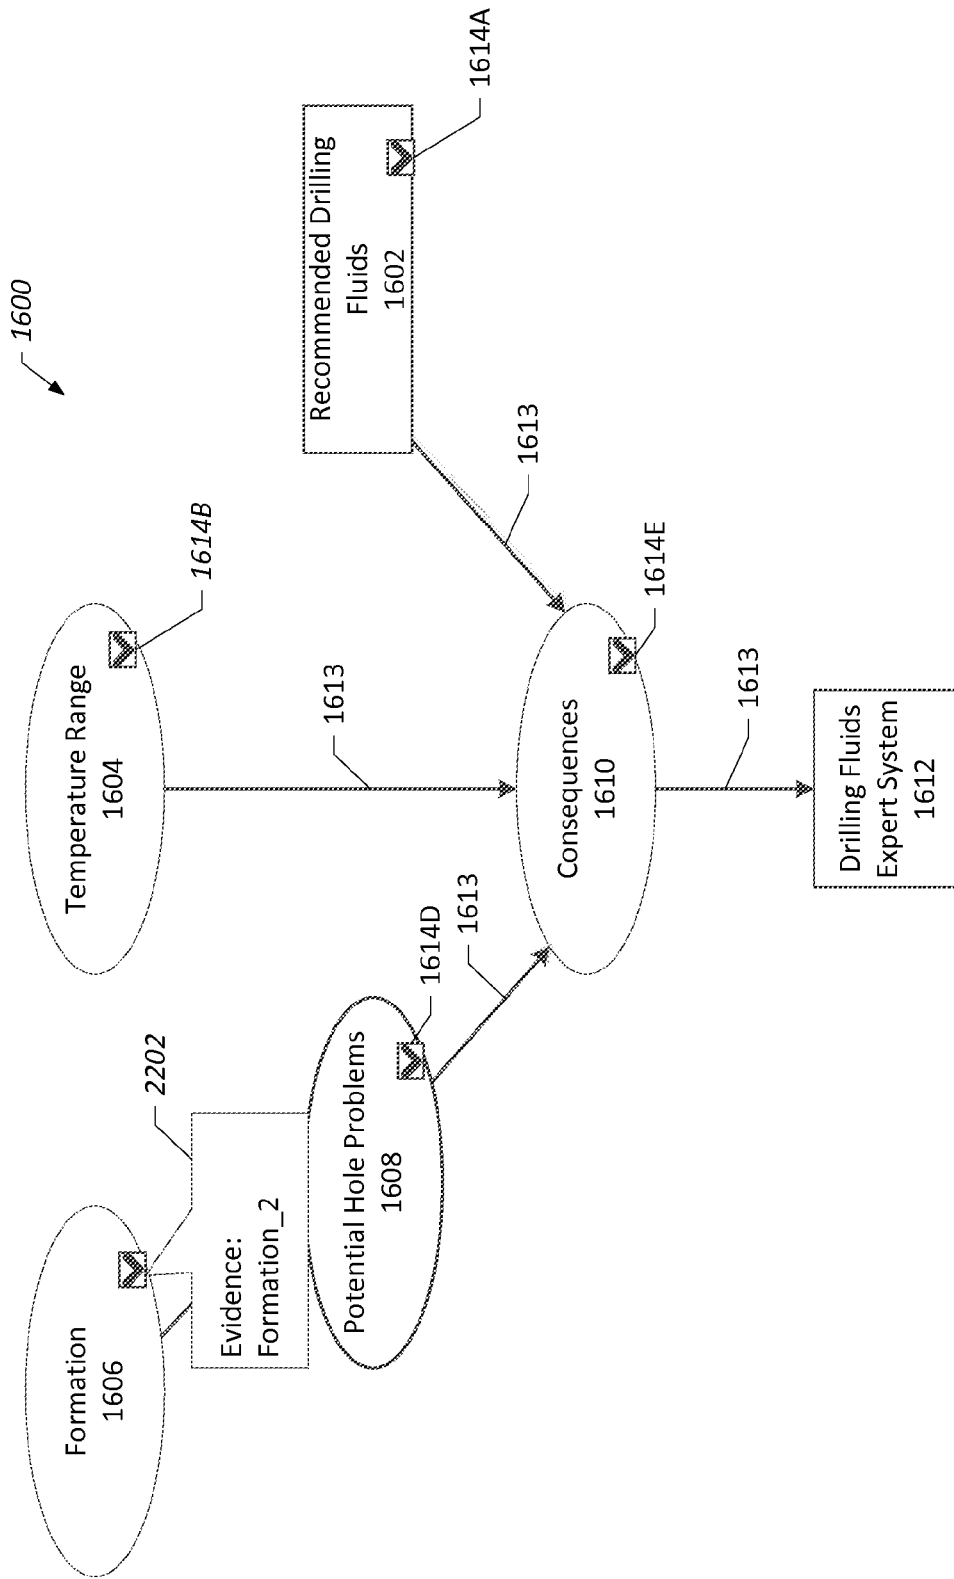 1600
Formation
1606
2202
Evidence:
Formation_2
Temperature Range
1604
1614B
Potential Hole Problems
1608
1614D
1613
1613
Recommended Drilling
Fluids
1602
1614A
1613
Consequences
1610
1614E
1613
Drilling Fluids
Expert System
1612